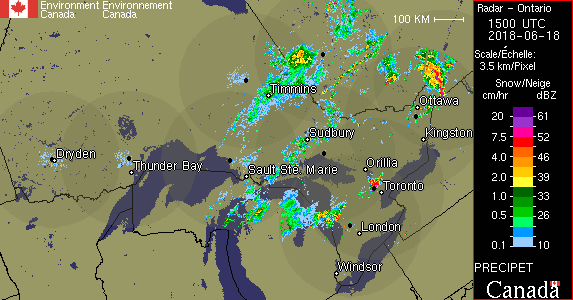 Environment Environnement
Canada Canada
100 KM
Timmins
Ottawa
Sudbury
Kingston
Dryden
Thunder Bay
Sault Ste. Marie
Orillia
Toronto
London
Windsor
Radar - Ontario
1500 UTC
2018-06-18
Scale/Échelle:
3.5 km/Pixel
Snow/Neige
cm/hr dBZ
20 61
7.5 52
4.0 46
2.0 39
1.0 33
0.5 26
0.1 10
PRECIPET
Canada